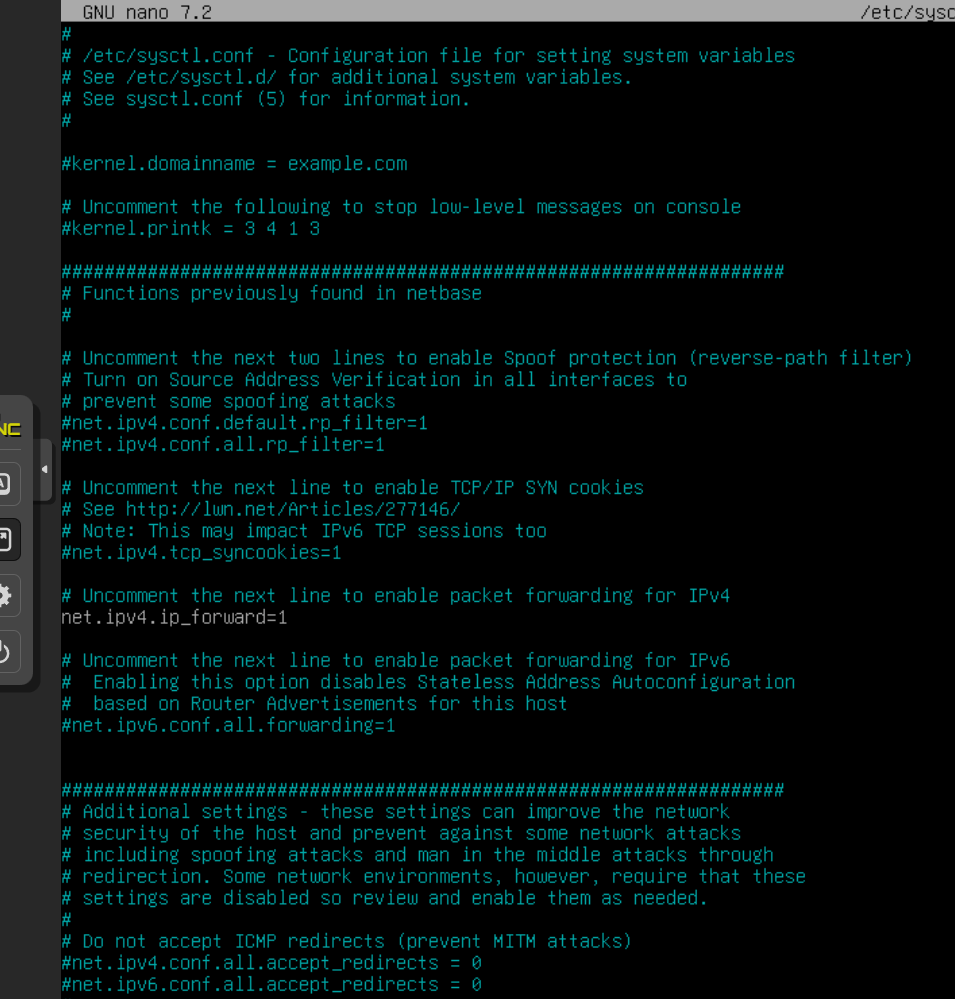 GNU nano 7.2 /etc/sysc
#
# /etc/sysctl.conf - Configuration file for setting system variables
# See /etc/sysctl.d/ for additional system variables.
# See sysctl.conf (5) for information.
#
#kernel.domainname = example.com
# Uncomment the following to stop low-level messages on console
#kernel.printk = 3 4 1 3
###################################################################
# Functions previously found in netbase
#
# Uncomment the next two lines to enable Spoof protection (reverse-path filter)
# Turn on Source Address Verification in all interfaces to
# prevent some spoofing attacks
#net.ipv4.conf.default.rp_filter=1
#net.ipv4.conf.all.rp_filter=1
# Uncomment the next line to enable TCP/IP SYN cookies
# See http://lwn.net/Articles/277146/
# Note: This may impact IPv6 TCP sessions too
#net.ipv4.tcp_syncookies=1
# Uncomment the next line to enable packet forwarding for IPv4
net.ipv4.ip_forward=1
# Uncomment the next line to enable packet forwarding for IPv6
#  Enabling this option disables Stateless Address Autoconfiguration
#  based on Router Advertisements for this host
#net.ipv6.conf.all.forwarding=1
###################################################################
# Additional settings - these settings can improve the network
# security of the host and prevent against some network attacks
# including spoofing attacks and man in the middle attacks through
# redirection. Some network environments, however, require that these
# settings are disabled so review and enable them as needed.
#
# Do not accept ICMP redirects (prevent MITM attacks)
#net.ipv4.conf.all.accept_redirects = 0
#net.ipv6.conf.all.accept_redirects = 0
NC
A